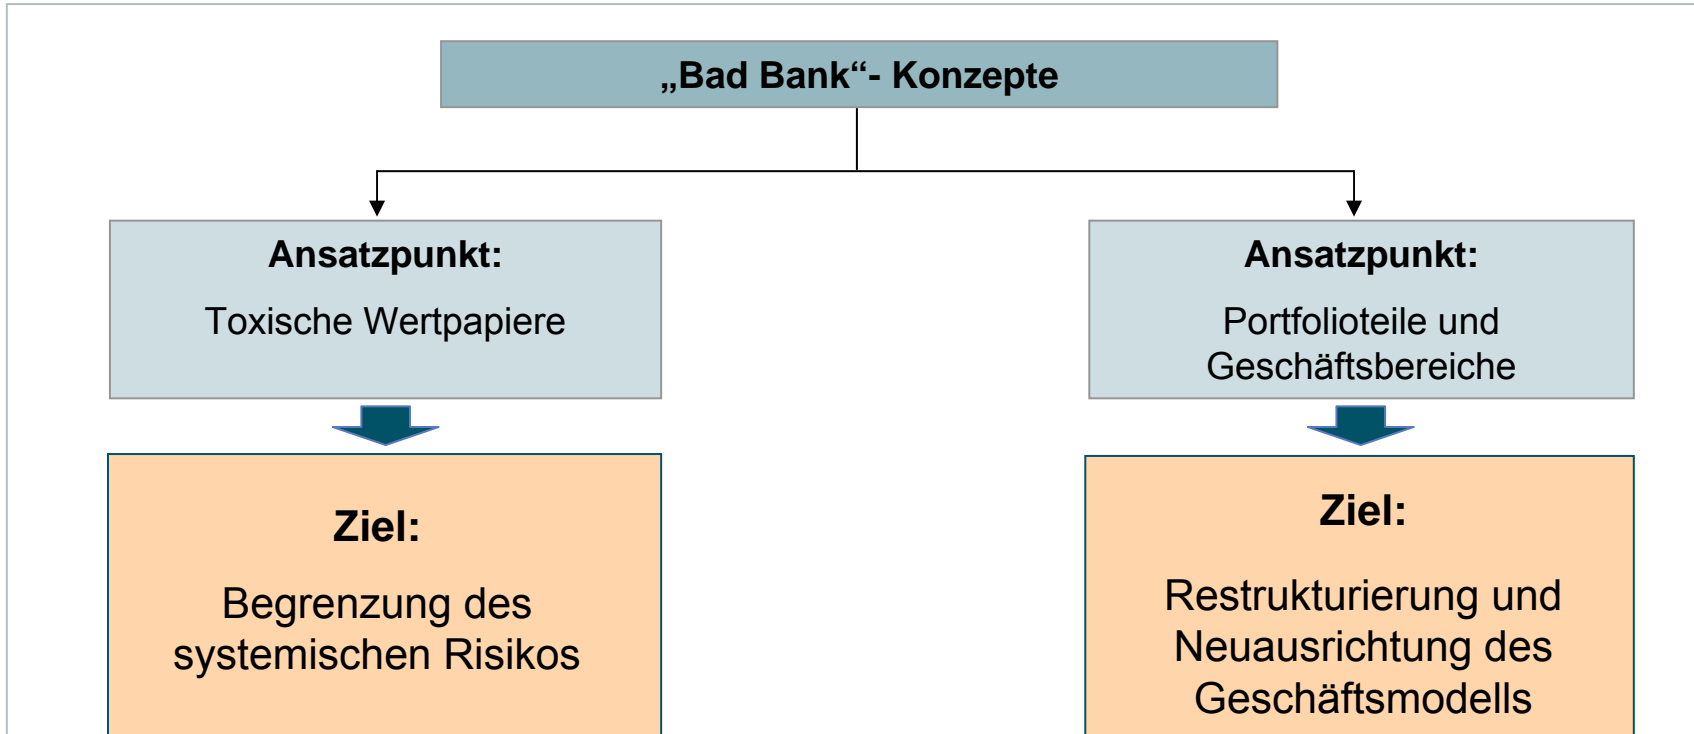 „Bad Bank“- Konzepte
Ansatzpunkt:
Toxische Wertpapiere
Ziel:
Begrenzung des
systemischen Risikos
Ansatzpunkt:
Portfolioteile und
Geschäftsbereiche
Ziel:
Restrukturierung und
Neuausrichtung des
Geschäftsmodells